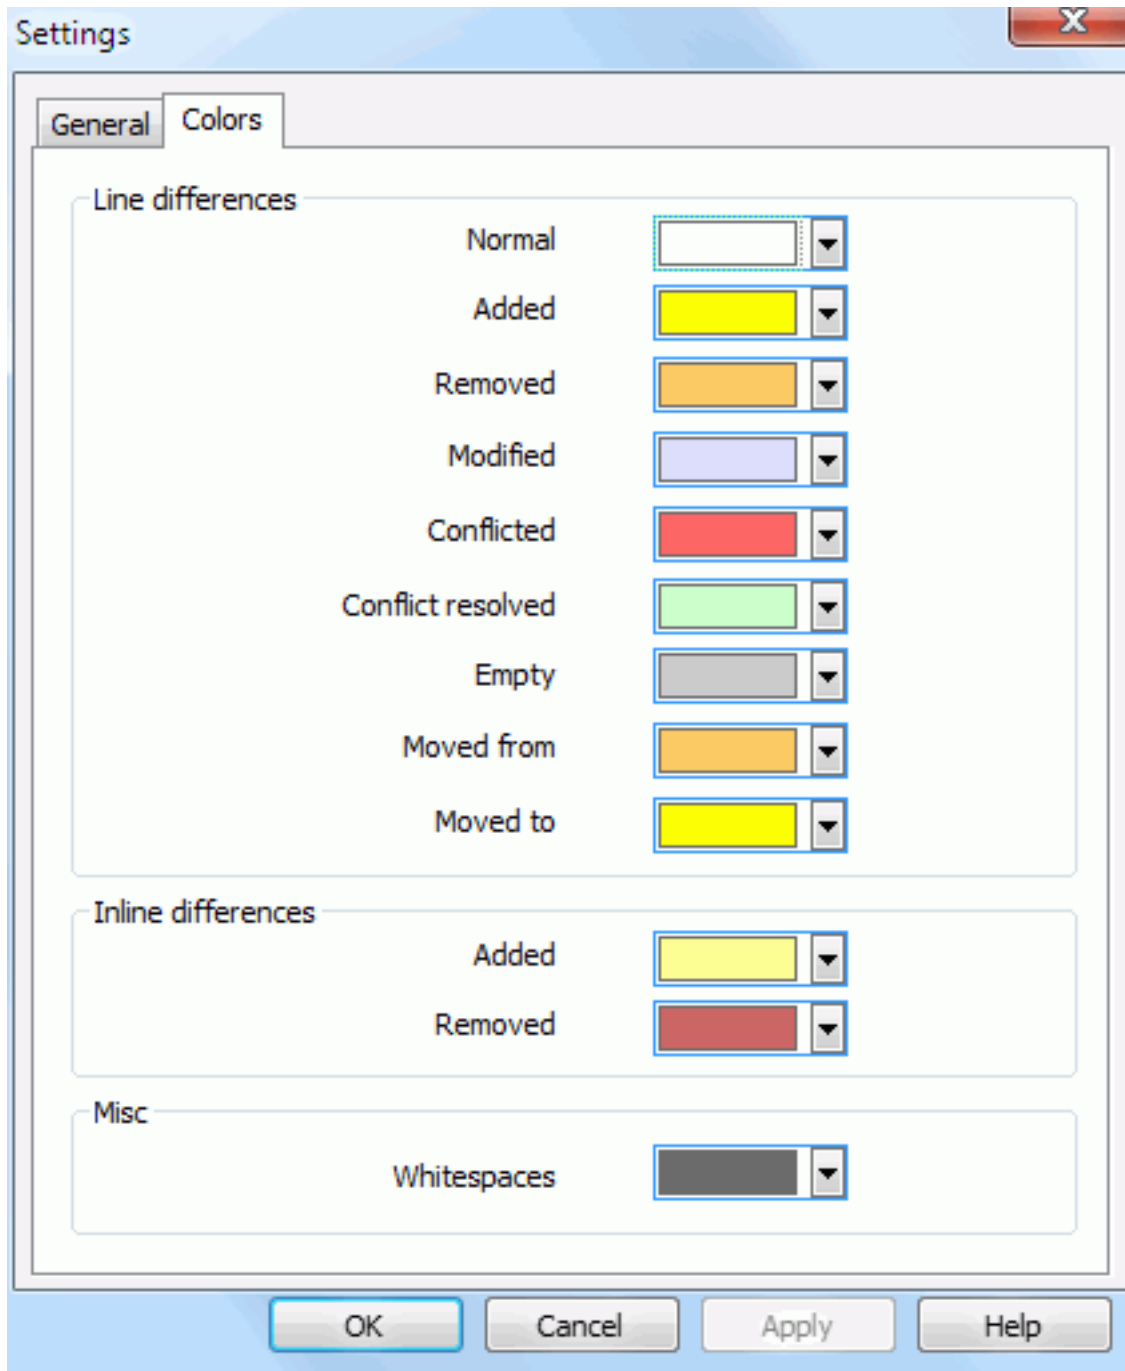 Settings
General Colors
Line differences
Normal
Added
Removed
Modified
Conflicted
Conflict resolved
Empty
Moved from
Moved to
Inline differences
Added
Removed
Misc
Whitespaces
OK Cancel Apply Help